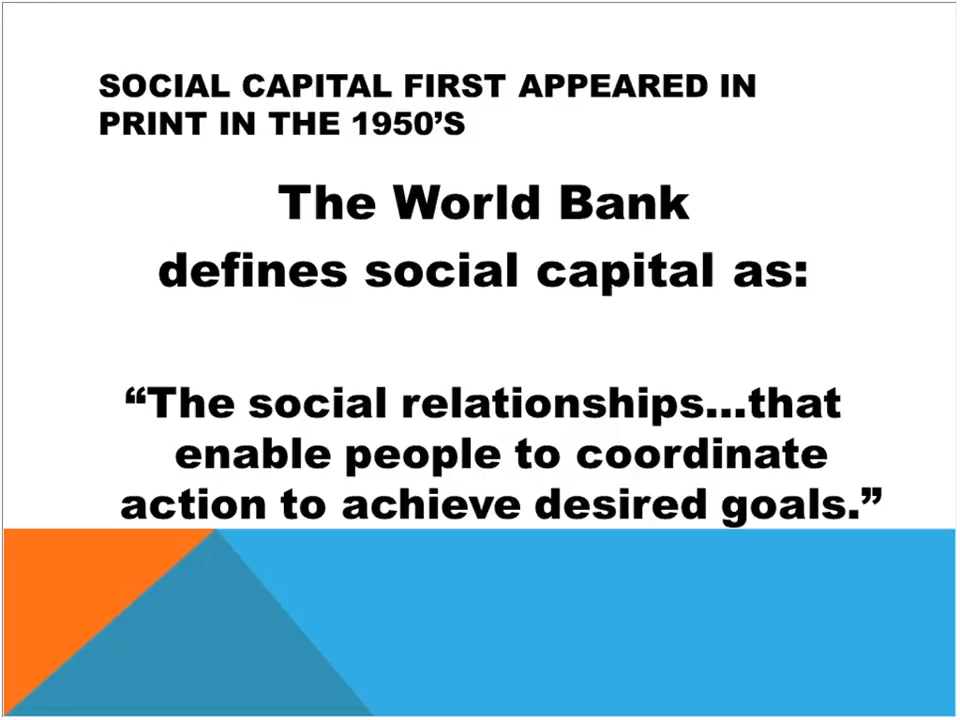 SOCIAL CAPITAL FIRST APPEARED IN
PRINT IN THE 1950’S
The World Bank
defines social capital as:
“The social relationships…that
enable people to coordinate
action to achieve desired goals.”